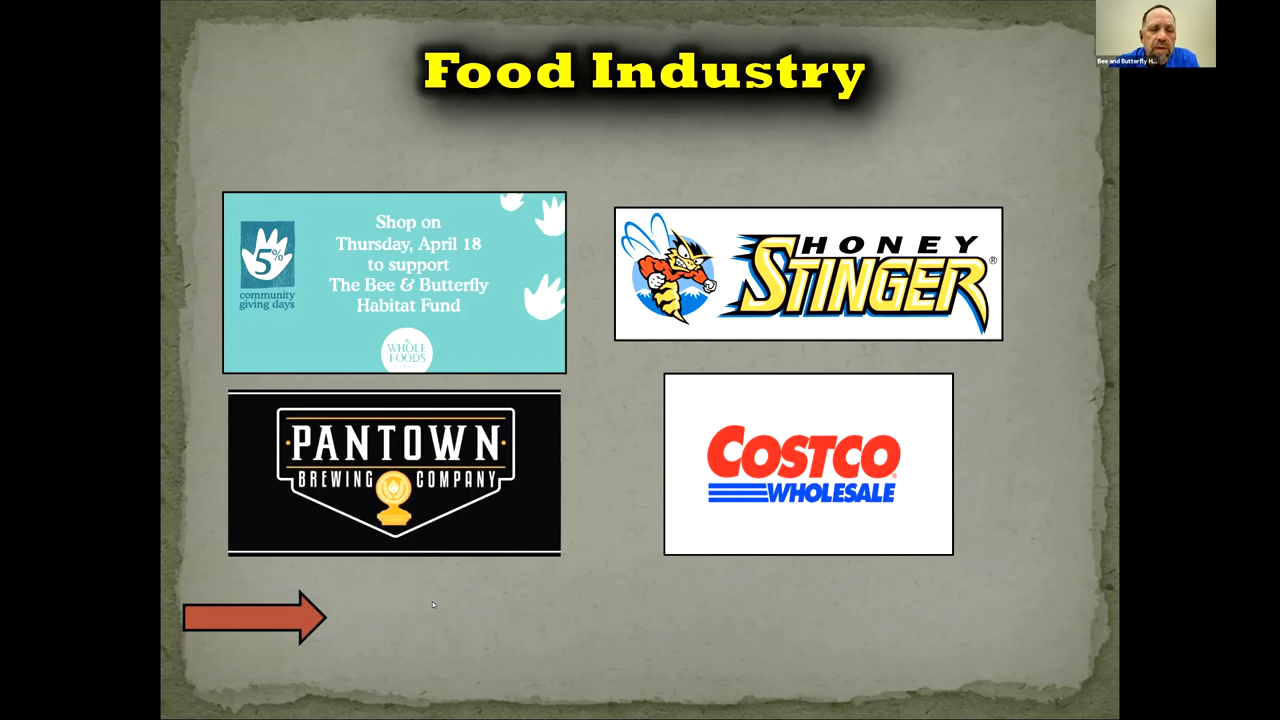 Food Industry
Bee and Butterfly H...
5%
community
giving days
Shop on
Thursday, April 18
to support
The Bee & Butterfly
Habitat Fund
WHOLE
FOODS
HONEY
STINGER®
PANTOWN
BREWING COMPANY
COSTCO
WHOLESALE